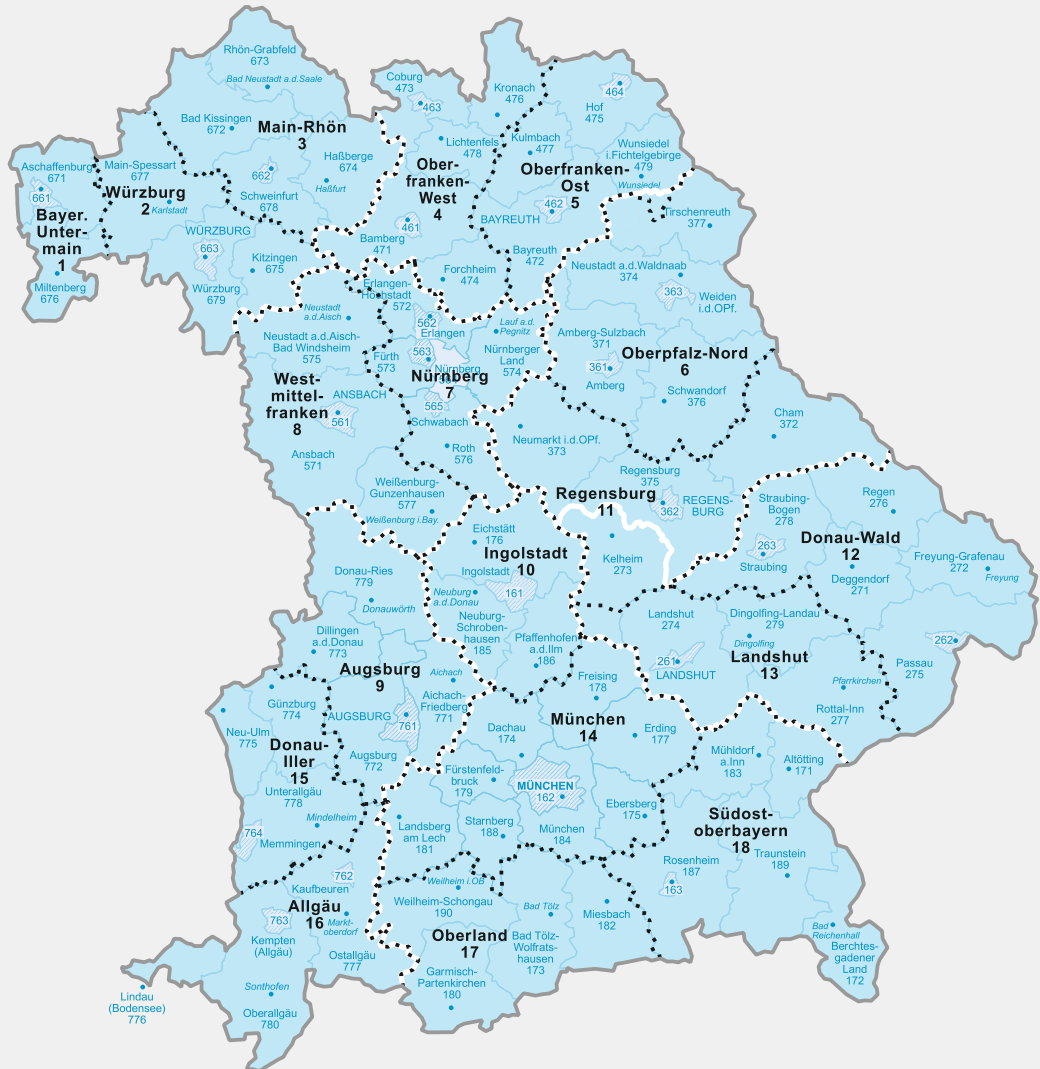 Rhön-Grabfeld
673
Bad Neustadt a.d.Saale
Bad Kissingen
672
Main-Rhön
3
Haßberge
674
Haßfurt
662
Schweinfurt
678
Coburg
473
463
Kronach
476
Lichtenfels
478
Ober-
franken-
West
4
461
Bamberg
471
Forchheim
474
464
Hof
475
Kulmbach
477
Wunsiedel
i.Fichtelgebirge
479
Wunsiedel
Oberfranken-
Ost
5
462
BAYREUTH
Bayreuth
472
Aschaffenburg
671
661
Bayer.
Unter-
main
1
Miltenberg
676
Main-Spessart
677
Würzburg
2
Karlstadt
WÜRZBURG
663
Würzburg
679
Kitzingen
675
Tirschenreuth
377
Neustadt a.d.Waldnaab
374
363
Weiden
i.d.OPf.
Amberg-Sulzbach
371
361
Amberg
Oberpfalz-Nord
6
Schwandorf
376
Erlangen-
Höchstadt
572
562
Erlangen
Lauf a.d.
Pegnitz
Nürnberger
Land
574
Fürth
573
563
Nürnberg
Nürnberg
7
565
Schwabach
Roth
576
Neustadt
a.d.Aisch
Neustadt a.d.Aisch-
Bad Windsheim
575
West-
mittel-
franken
8
ANSBACH
561
Ansbach
571
Weißenburg-
Gunzenhausen
577
Weißenburg i.Bay.
Neumarkt i.d.OPf.
373
Cham
372
Regensburg
375
362
REGENS-
BURG
Regensburg
11
Kelheim
273
Straubing-
Bogen
278
263
Straubing
Regen
276
Donau-Wald
12
Deggendorf
271
Freyung-Grafenau
272
Freyung
262
Passau
275
Eichstätt
176
Ingolstadt
10
Ingolstadt
161
Neuburg
a.d.Donau
Neuburg-
Schroben-
hausen
185
Pfaffenhofen
a.d.Ilm
186
Landshut
274
261
LANDSHUT
Dingolfing-Landau
279
Dingolfing
Landshut
13
Pfarrkirchen
Rottal-Inn
277
Donau-Ries
779
Donauwörth
Dillingen
a.d.Donau
773
Augsburg
9
Aichach
Aichach-
Friedberg
771
AUGSBURG
761
Augsburg
772
Günzburg
774
Neu-Ulm
775
Donau-
Iller
15
Unterallgäu
778
Mindelheim
764
Memmingen
Freising
178
München
14
Erding
177
Dachau
174
Fürstenfeld-
bruck
179
MÜNCHEN
162
Ebersberg
175
Landsberg
am Lech
181
Starnberg
188
München
184
Mühldorf
a.Inn
183
Altötting
171
Südost-
oberbayern
18
Rosenheim
187
163
Traunstein
189
Bad
Reichenhall
Berchtes-
gadener
Land
172
762
Kaufbeuren
Allgäu
16
763
Kempten
(Allgäu)
Markt-
oberdorf
Ostallgäu
777
Lindau
(Bodensee)
776
Sonthofen
Oberallgäu
780
Weilheim i.OB
Weilheim-Schongau
190
Oberland
17
Garmisch-
Partenkirchen
180
Bad Tölz
Bad Tölz-
Wolfrats-
hausen
173
Miesbach
182